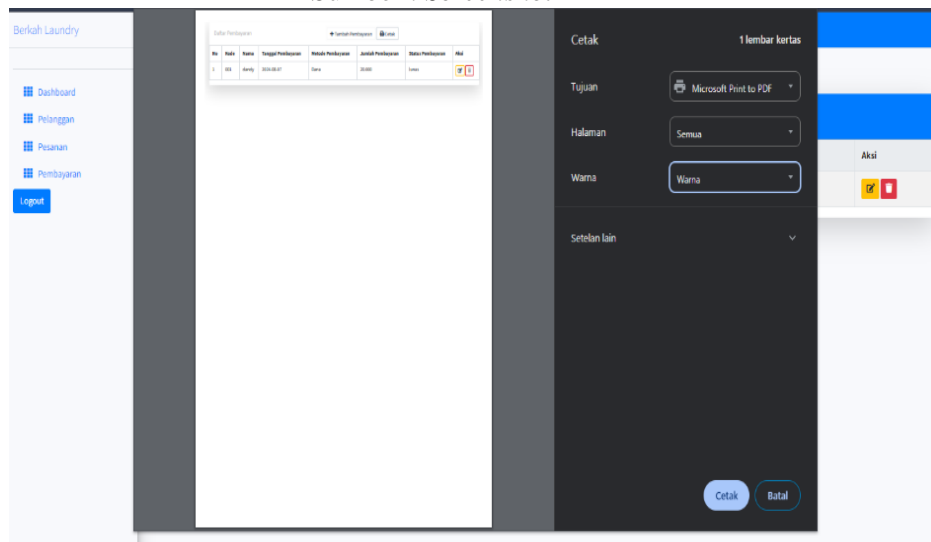 Berkah Laundry
Dashboard
Pelanggan
Pesanan
Pembayaran
Logout
Daftar Pembayaran
+ Tambah Pembayaran Cetak
No Kode Nama Tanggal Pembayaran Metode Pembayaran Jumlah Pembayaran Status Pembayaran Aksi
Dana
Cetak 1 lembar kertas
Tujuan Microsoft Print to PDF
Halaman Semua
Warna Warna
Setelan lain
Cetak Batal
Aksi